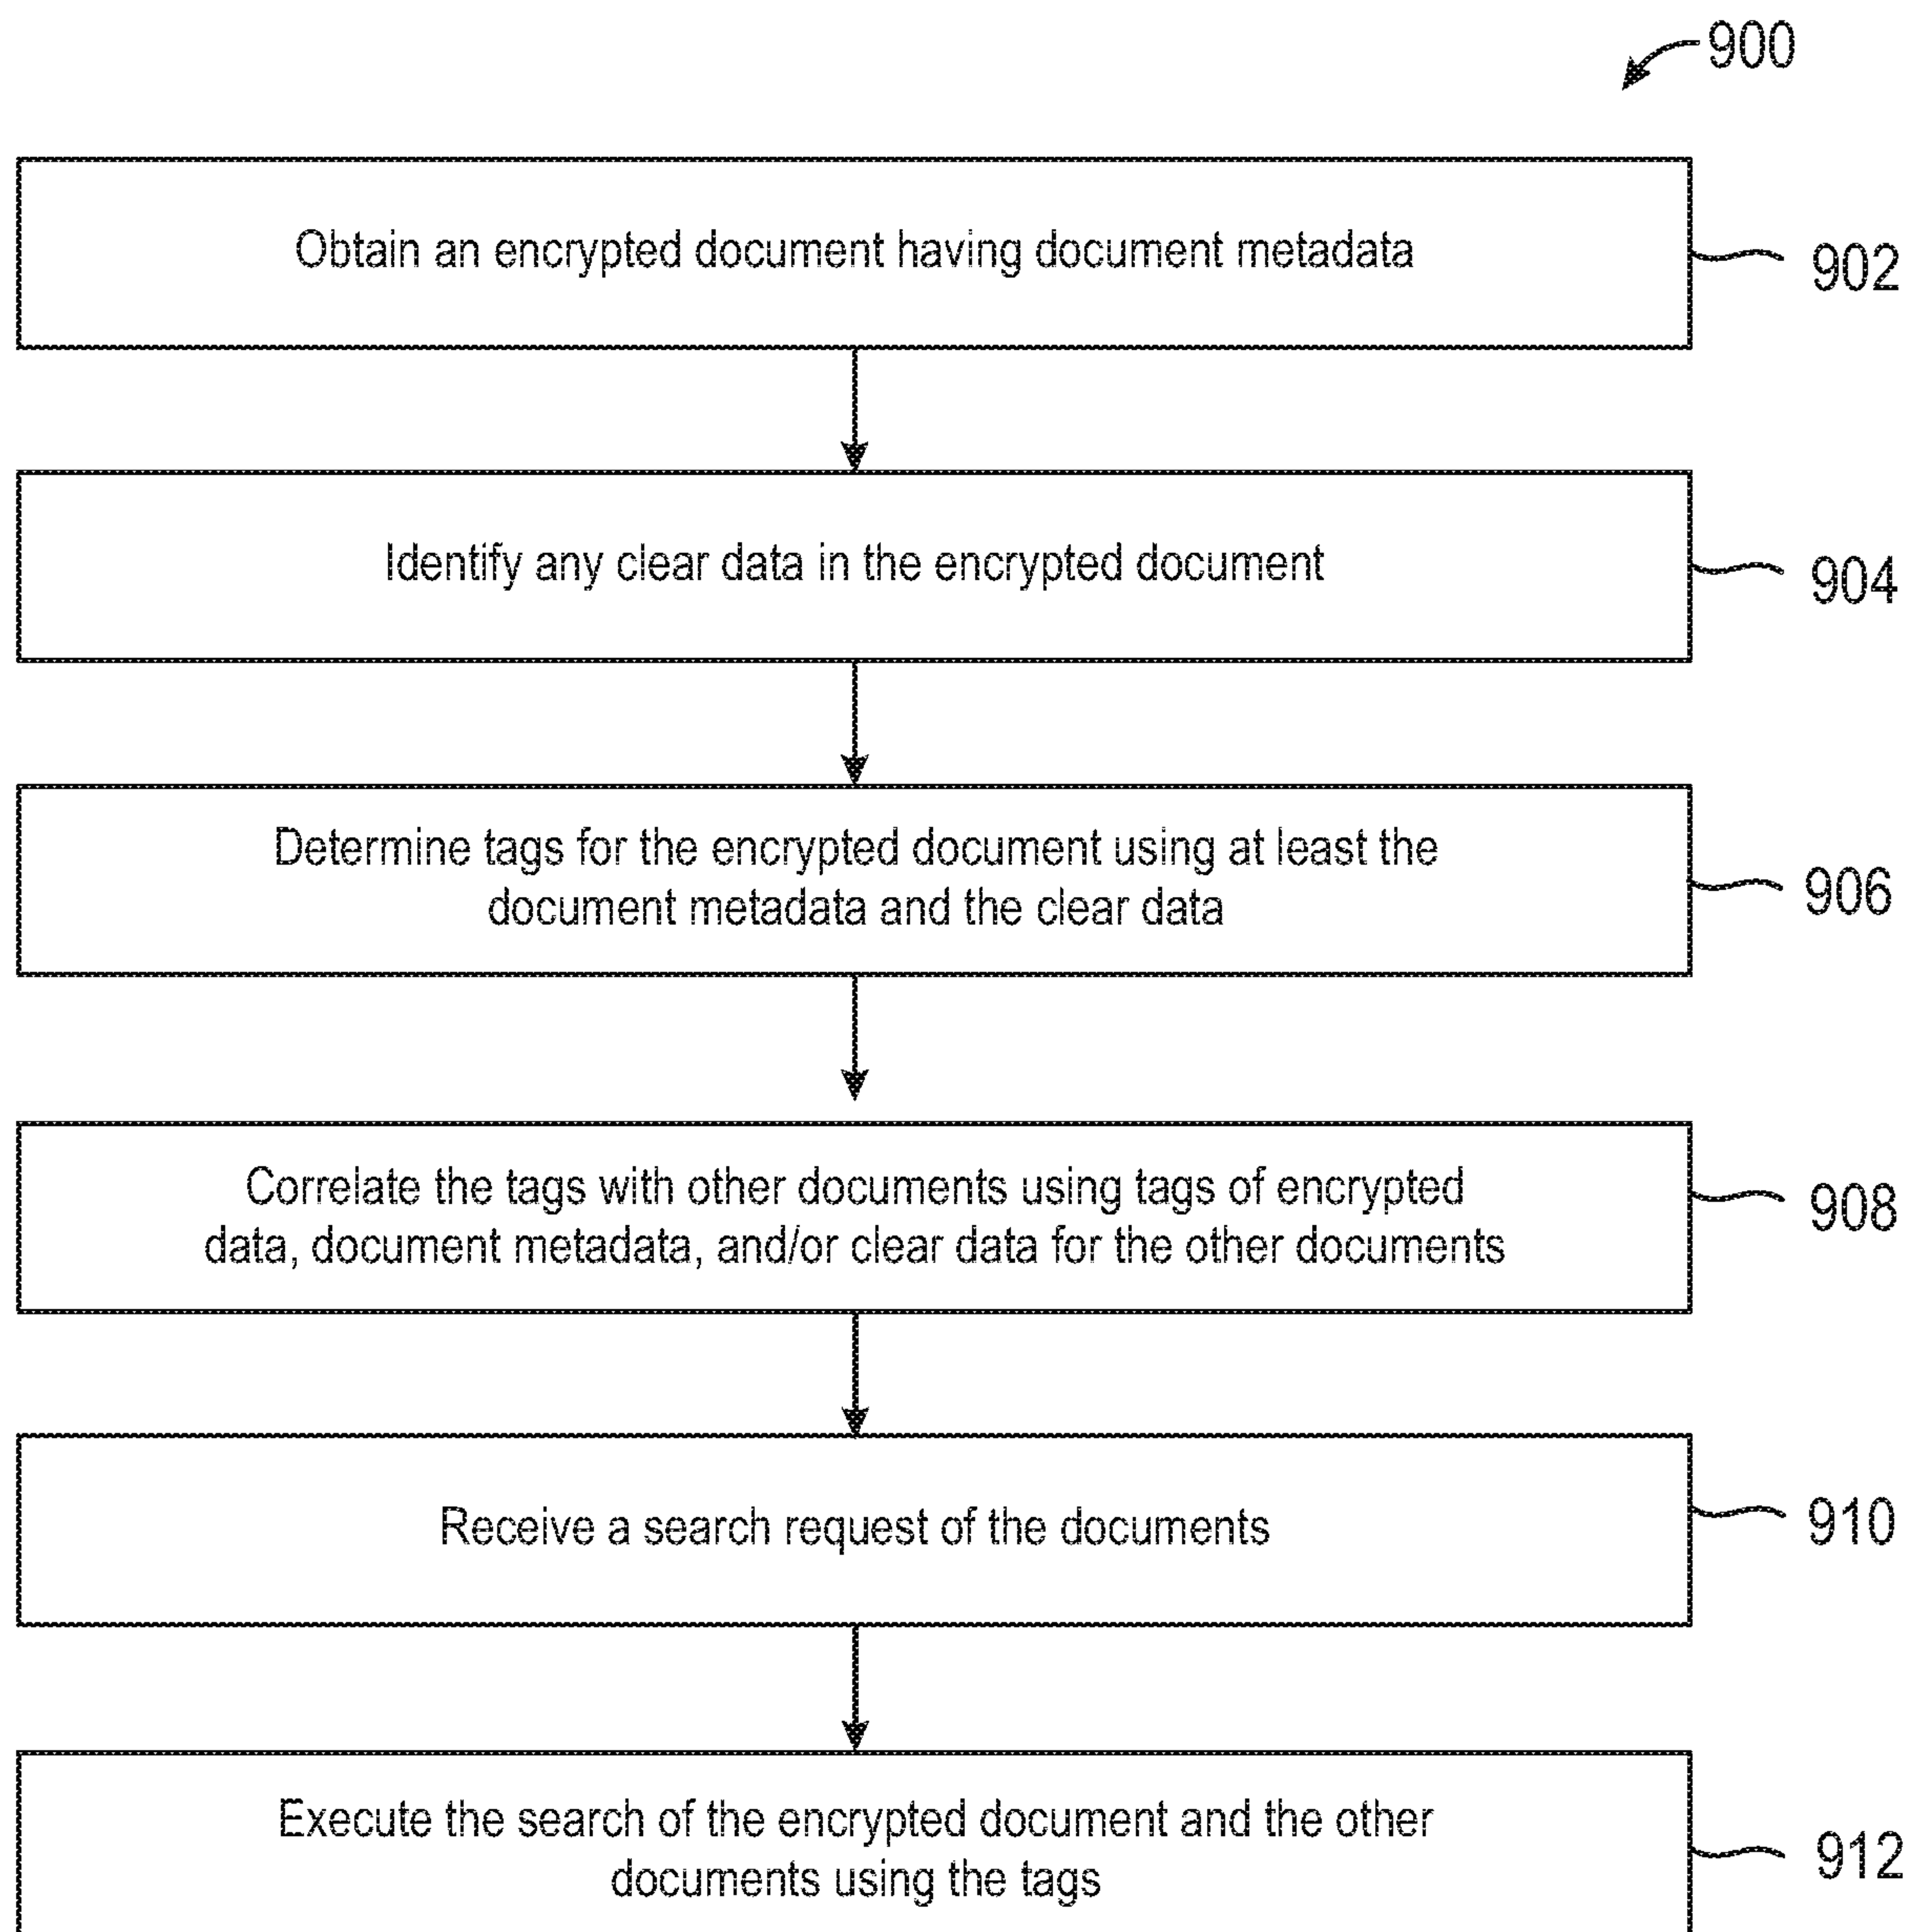 900
Obtain an encrypted document having document metadata
902
Identify any clear data in the encrypted document
904
Determine tags for the encrypted document using at least the
document metadata and the clear data
906
Correlate the tags with other documents using tags of encrypted
data, document metadata, and/or clear data for the other documents
908
Receive a search request of the documents
910
Execute the search of the encrypted document and the other
documents using the tags
912